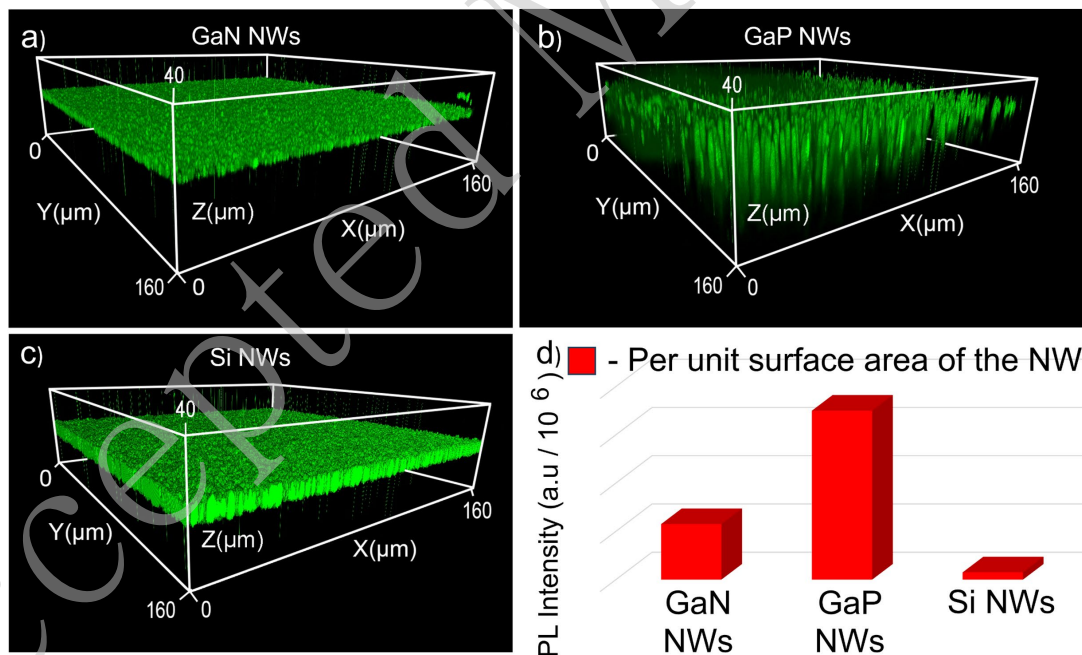 a)
GaN NWs
40
0
Y(µm)
Z(µm)
X(µm)
160
160
0
b)
GaP NWs
40
0
Y(µm)
Z(µm)
X(µm)
160
160
0
c)
Si NWs
40
0
Y(µm)
Z(µm)
X(µm)
160
160
0
d)
- Per unit surface area of the NW
PL Intensity (a.u / 10 6)
GaN
NWs
GaP
NWs
Si NWs
cepted M